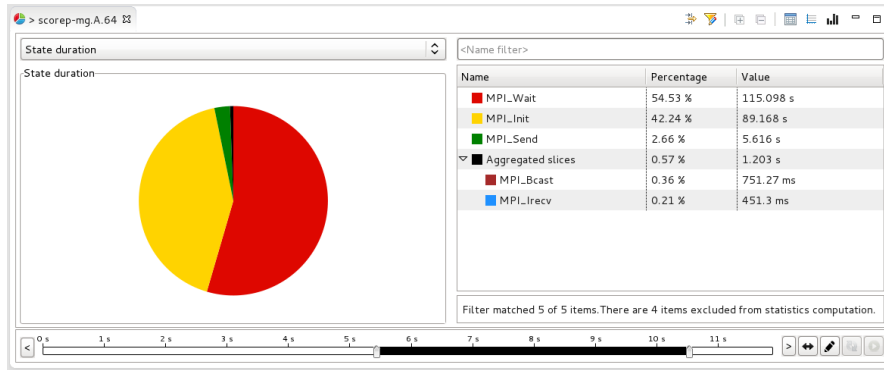 > scorep-mg.A.64
State duration
<Name filter>
State duration
Name Percentage Value
MPI_Wait 54.53 % 115.098 s
MPI_Init 42.24 % 89.168 s
MPI_Send 2.66 % 5.616 s
Aggregated slices 0.57 % 1.203 s
MPI_Bcast 0.36 % 751.27 ms
MPI_Irecv 0.21 % 451.3 ms
Filter matched 5 of 5 items.There are 4 items excluded from statistics computation.
0 s 1 s 2 s 3 s 4 s 5 s 6 s 7 s 8 s 9 s 10 s 11 s
< >